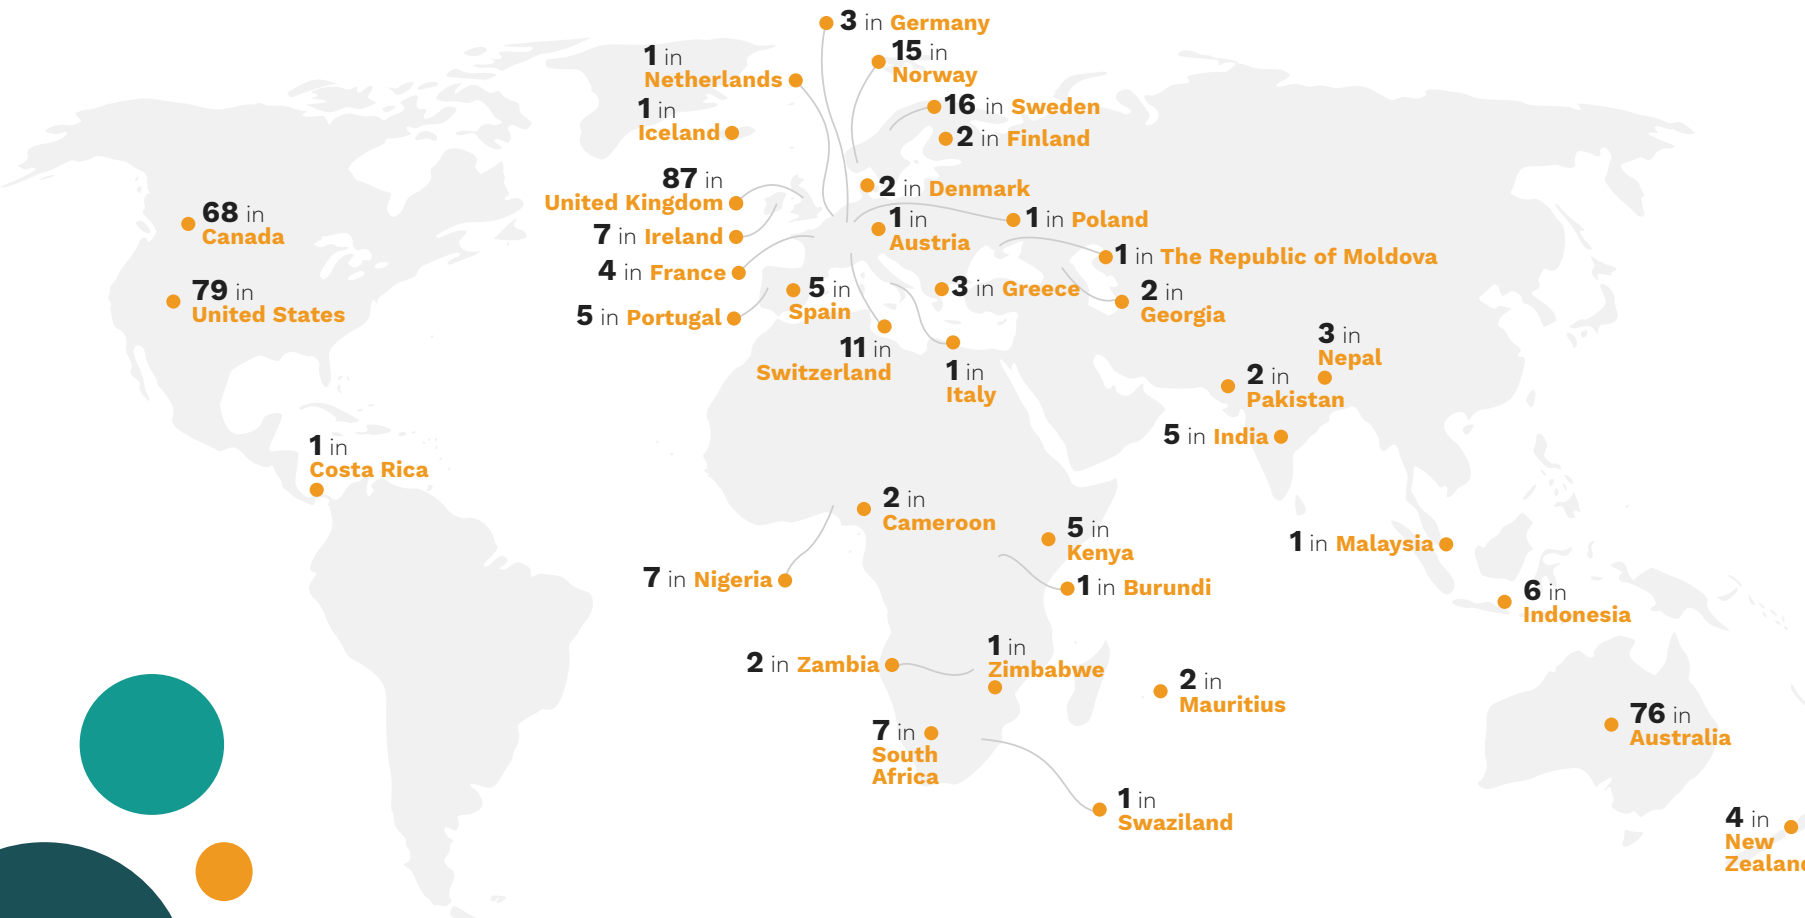 3 in Germany
15 in
Norway
1 in
Netherlands
16 in Sweden
1 in
Iceland
2 in Finland
87 in
United Kingdom
2 in Denmark
68 in
Canada
7 in Ireland
1 in
Austria
1 in Poland
4 in France
1 in The Republic of Moldova
79 in
United States
5 in Portugal
5 in
Spain
3 in Greece
2 in
Georgia
11 in
Switzerland
1 in
Italy
3 in
Nepal
2 in
Pakistan
5 in India
1 in
Costa Rica
2 in
Cameroon
5 in
Kenya
1 in Malaysia
7 in Nigeria
1 in Burundi
6 in
Indonesia
2 in Zambia
1 in
Zimbabwe
2 in
Mauritius
7 in
South
Africa
76 in
Australia
1 in
Swaziland
4 in
New
Zealand